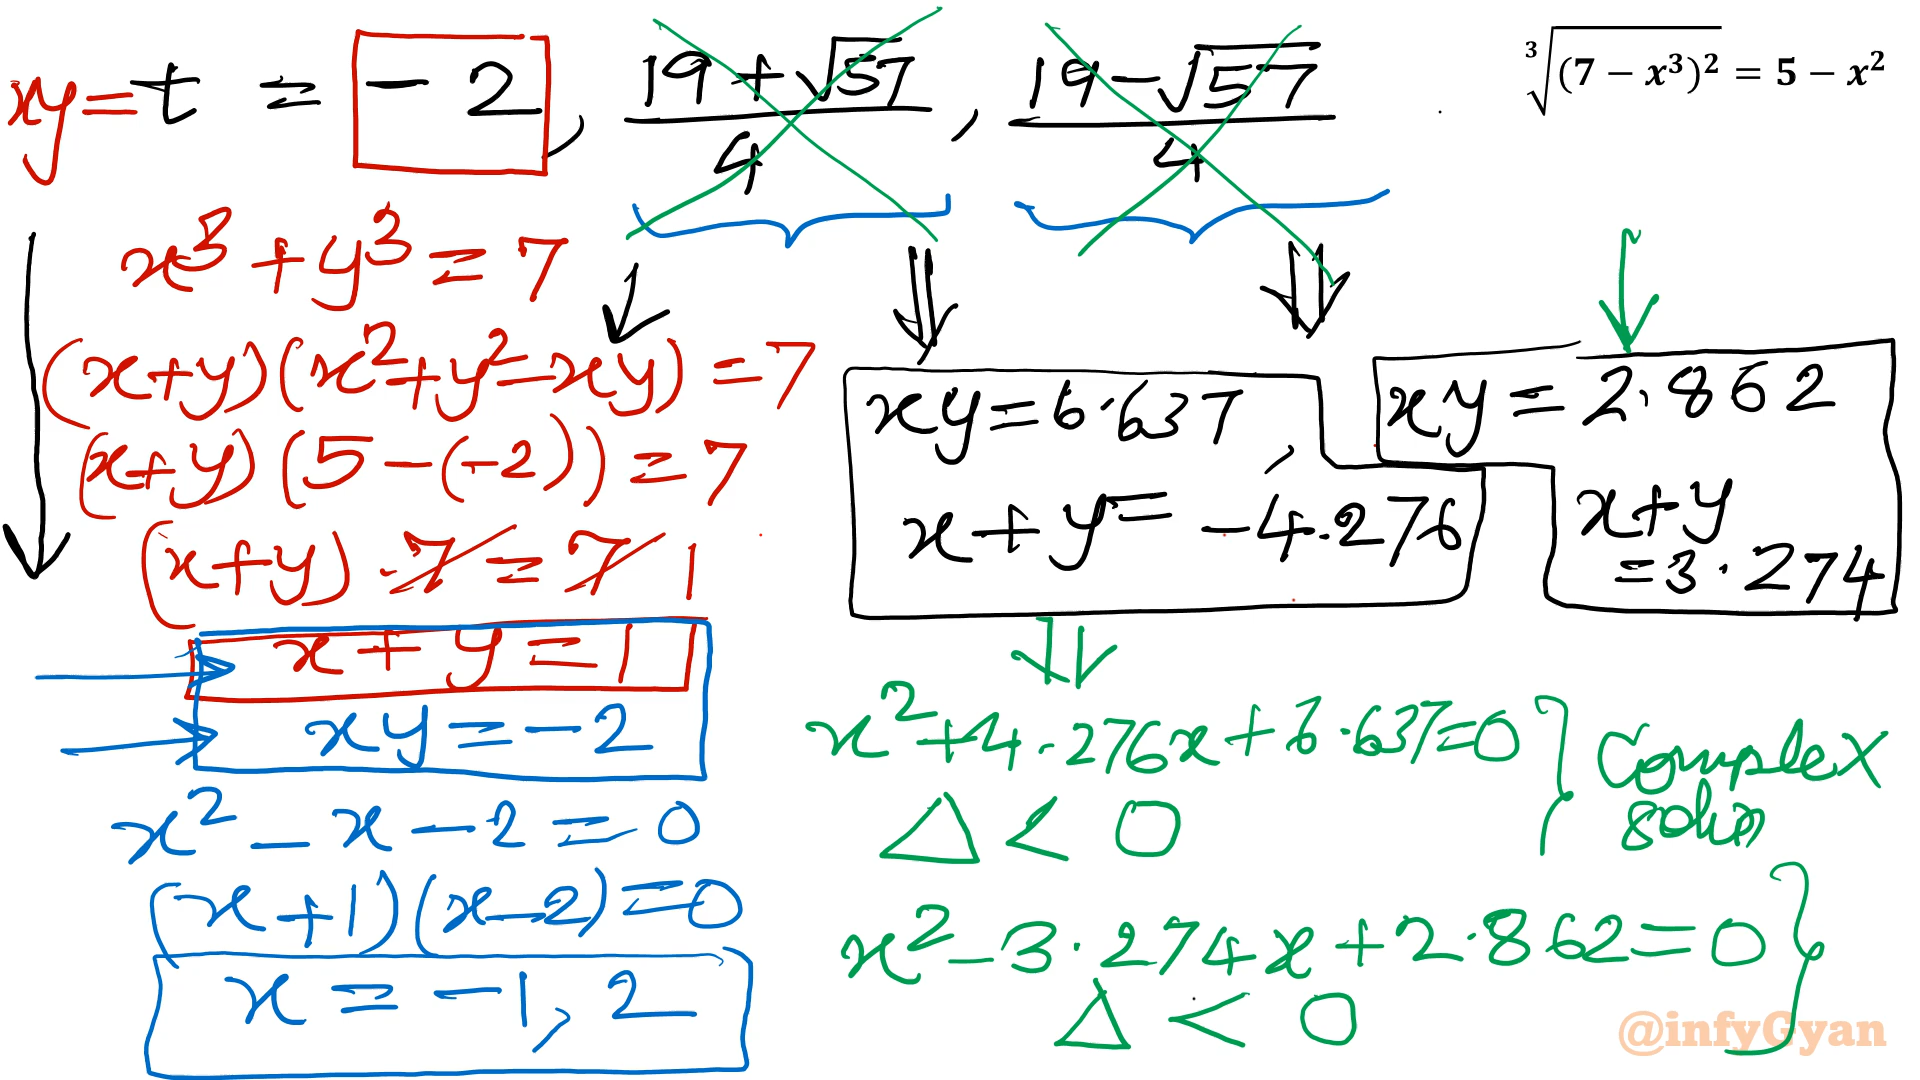 xy = t = -2, (19 + √57)/4, (19 - √57)/4
∛((7 − x³)²) = 5 − x²
x³ + y³ = 7
(x+y)(x²+y²-xy) = 7
(x+y)(5-(-2)) = 7
(x+y) · 7 = 7 1
x + y = 1
xy = -2
x² - x - 2 = 0
(x+1)(x-2) = 0
x = -1, 2
xy = 6.637,
x + y = -4.276
xy = 2.862
x+y
= 3.274
x² + 4.276x + 6.637 = 0
Δ < 0
Complex
solns
x² - 3.274x + 2.862 = 0
Δ < 0
@infyGyan